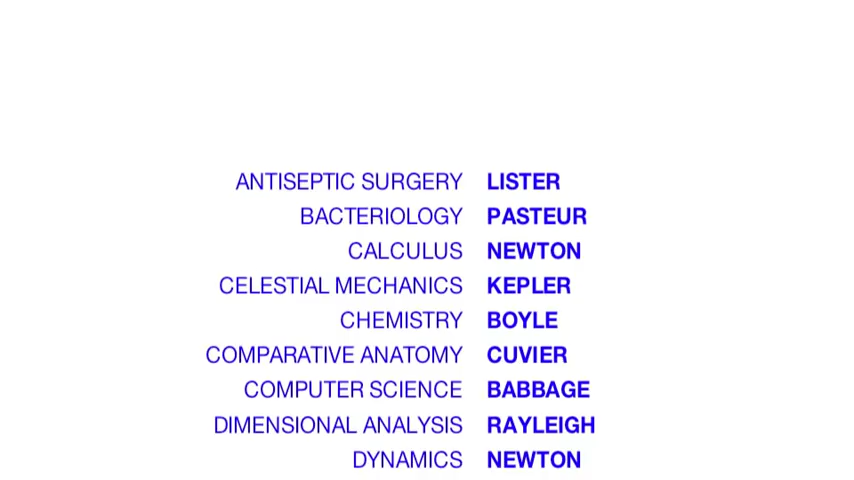 ANTISEPTIC SURGERY LISTER
BACTERIOLOGY PASTEUR
CALCULUS NEWTON
CELESTIAL MECHANICS KEPLER
CHEMISTRY BOYLE
COMPARATIVE ANATOMY CUVIER
COMPUTER SCIENCE BABBAGE
DIMENSIONAL ANALYSIS RAYLEIGH
DYNAMICS NEWTON